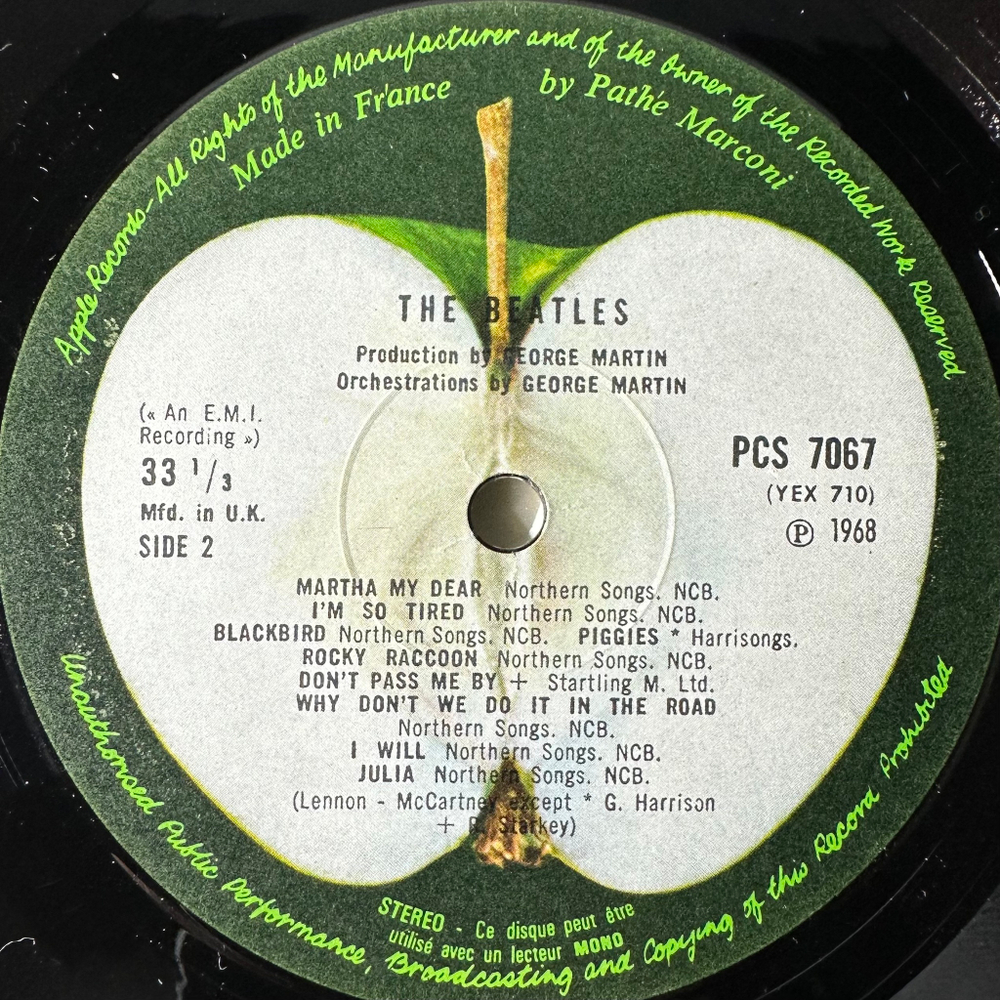 Apple Records - All Rights of the Manufacturer and of the Owner of the Recorded Work Reserved
Made in France by Pathé Marconi
THE BEATLES
Production by GEORGE MARTIN
Orchestrations by GEORGE MARTIN
(« An E.M.I.
Recording »)
33 1/3
Mfd. in U.K.
SIDE 2
PCS 7067
(YEX 710)
℗ 1968
MARTHA MY DEAR Northern Songs. NCB.
I'M SO TIRED Northern Songs. NCB.
BLACKBIRD Northern Songs. NCB. PIGGIES * Harrisongs.
ROCKY RACCOON Northern Songs. NCB.
DON'T PASS ME BY + Startling M. Ltd.
WHY DON'T WE DO IT IN THE ROAD
Northern Songs. NCB.
I WILL Northern Songs. NCB.
JULIA Northern Songs. NCB.
(Lennon - McCartney except * G. Harrison
+ R. Starkey)
STEREO - Ce disque peut être
utilisé avec un lecteur MONO
Unauthorised Public Performance, Broadcasting and Copying of this Record Prohibited